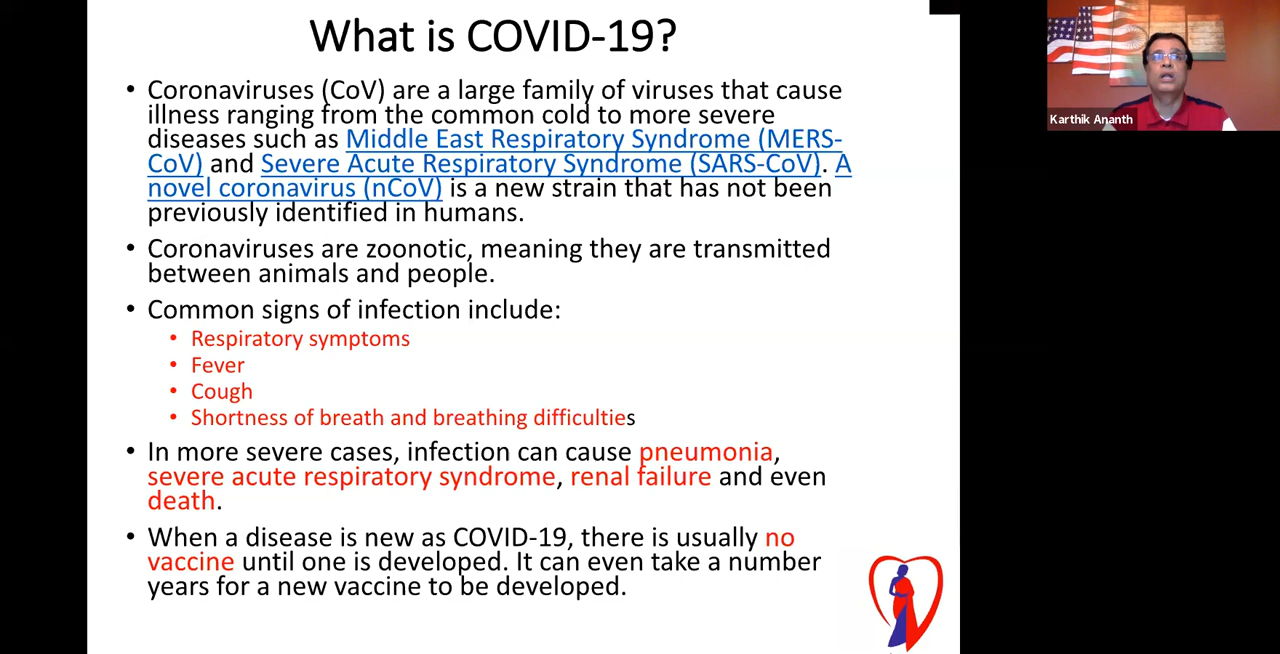 What is COVID-19?
• Coronaviruses (CoV) are a large family of viruses that cause
illness ranging from the common cold to more severe
diseases such as Middle East Respiratory Syndrome (MERS-
CoV) and Severe Acute Respiratory Syndrome (SARS-CoV). A
novel coronavirus (nCoV) is a new strain that has not been
previously identified in humans.
• Coronaviruses are zoonotic, meaning they are transmitted
between animals and people.
• Common signs of infection include:
• Respiratory symptoms
• Fever
• Cough
• Shortness of breath and breathing difficulties
• In more severe cases, infection can cause pneumonia,
severe acute respiratory syndrome, renal failure and even
death.
• When a disease is new as COVID-19, there is usually no
vaccine until one is developed. It can even take a number
years for a new vaccine to be developed.
Karthik Ananth